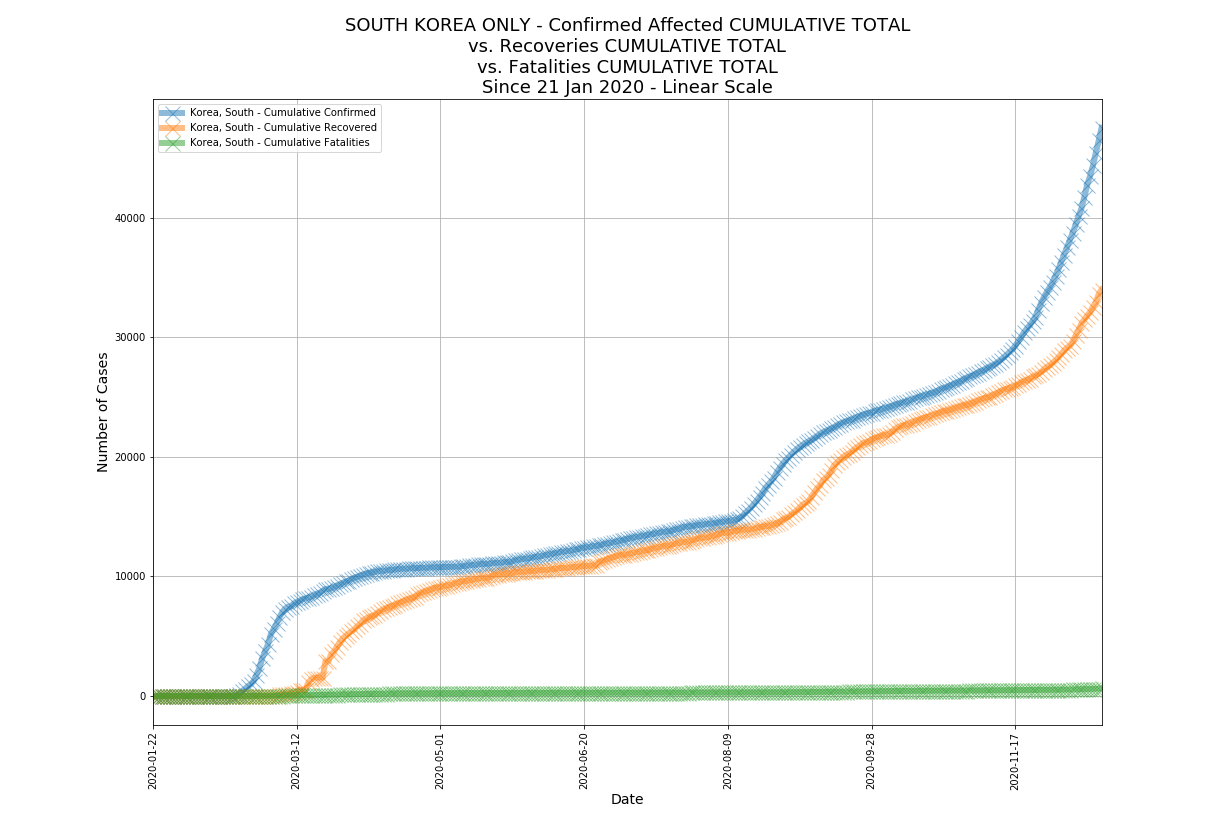 SOUTH KOREA ONLY - Confirmed Affected CUMULATIVE TOTAL
vs. Recoveries CUMULATIVE TOTAL
vs. Fatalities CUMULATIVE TOTAL
Since 21 Jan 2020 - Linear Scale
Korea, South - Cumulative Confirmed
Korea, South - Cumulative Recovered
Korea, South - Cumulative Fatalities
Number of Cases
40000
30000
20000
10000
0
2020-01-22
2020-03-12
2020-05-01
2020-06-20
2020-08-09
2020-09-28
2020-11-17
Date